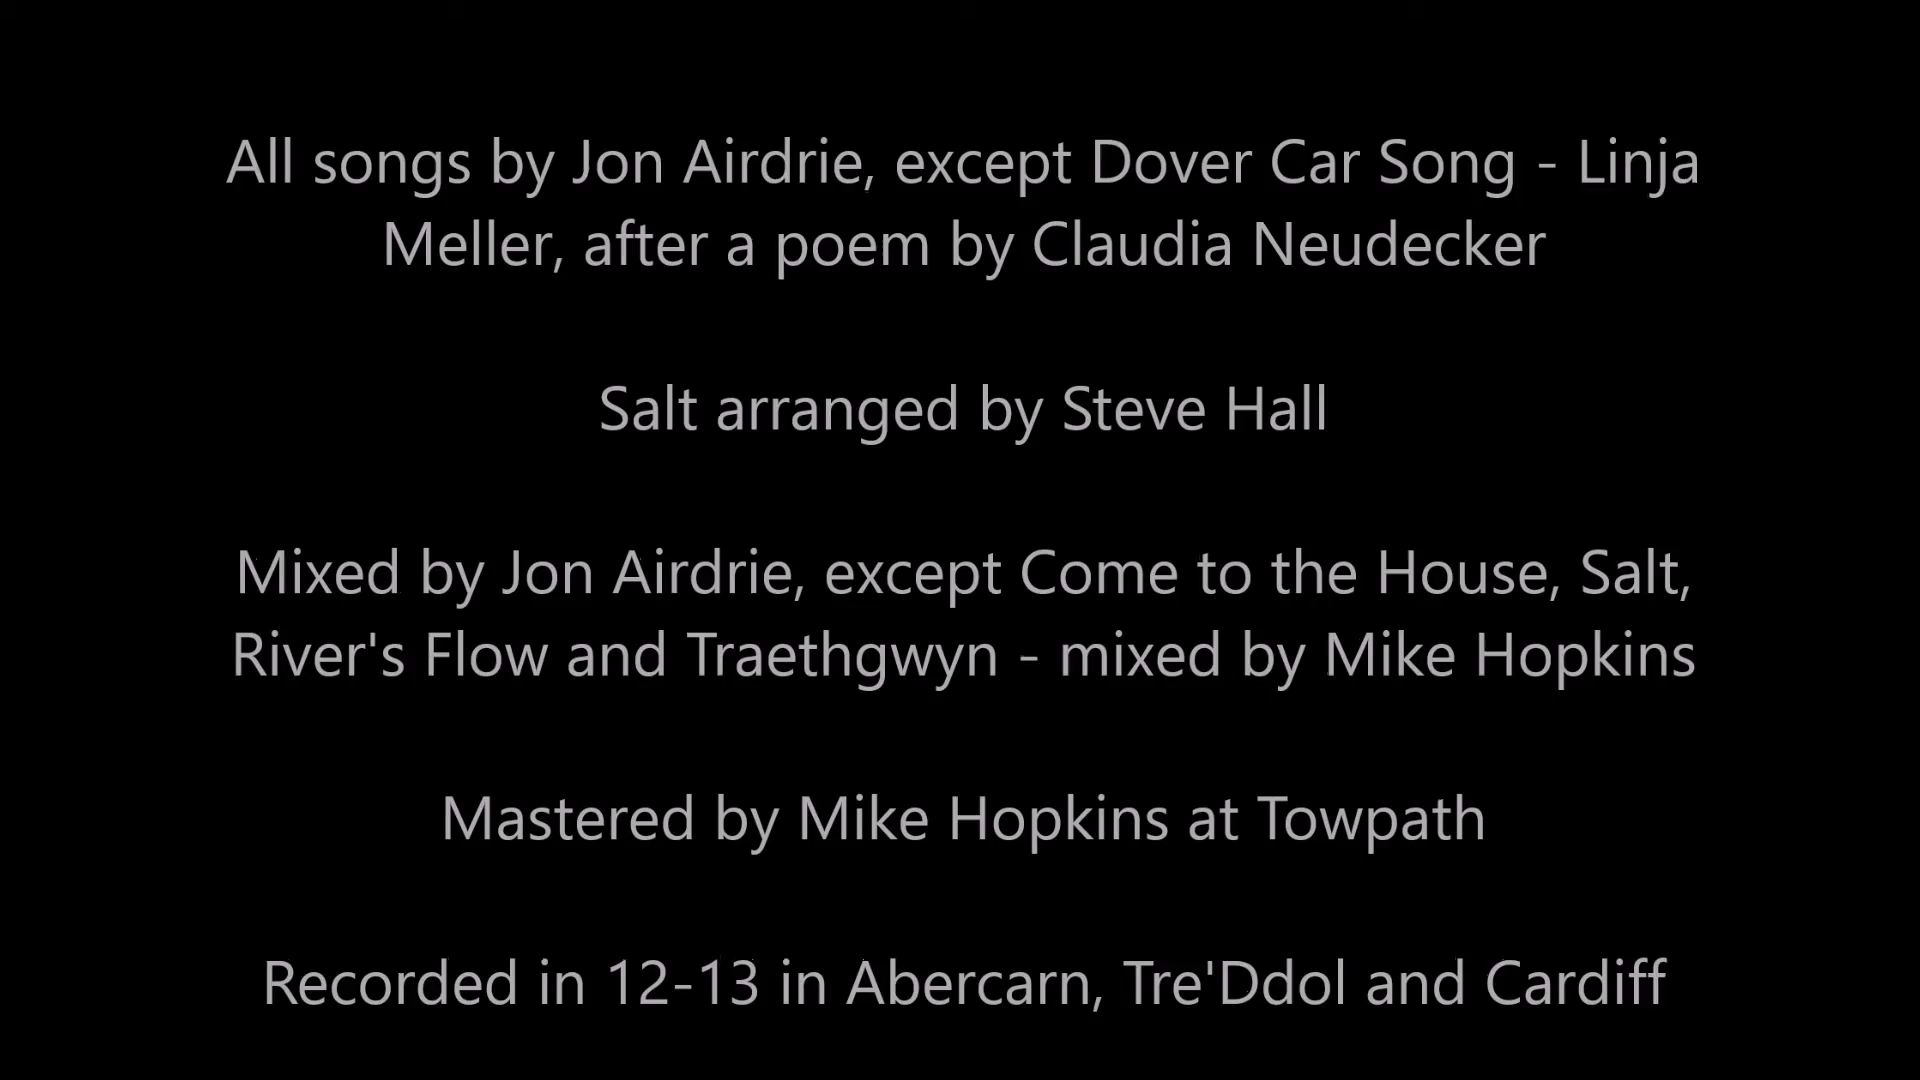 All songs by Jon Airdrie, except Dover Car Song - Linja
Meller, after a poem by Claudia Neudecker
Salt arranged by Steve Hall
Mixed by Jon Airdrie, except Come to the House, Salt,
River's Flow and Traethgwyn - mixed by Mike Hopkins
Mastered by Mike Hopkins at Towpath
Recorded in 12-13 in Abercarn, Tre'Ddol and Cardiff